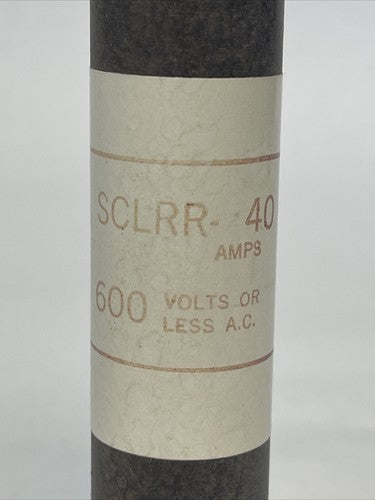 SCLRR- 40
AMPS
600 VOLTS OR
LESS A.C.